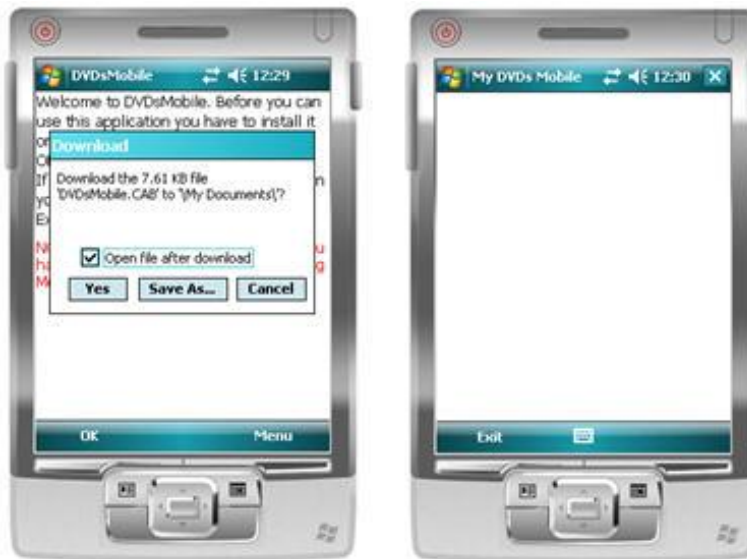 DVDsMobile 12:29
Welcome to DVDsMobile. Before you can
use this application you have to install it
Download
Download the 7.61 KB file
'DVDsMobile.CAB' to '\My Documents\'?
Open file after download
Yes Save As... Cancel
OK Menu
My DVDs Mobile 12:30
Exit